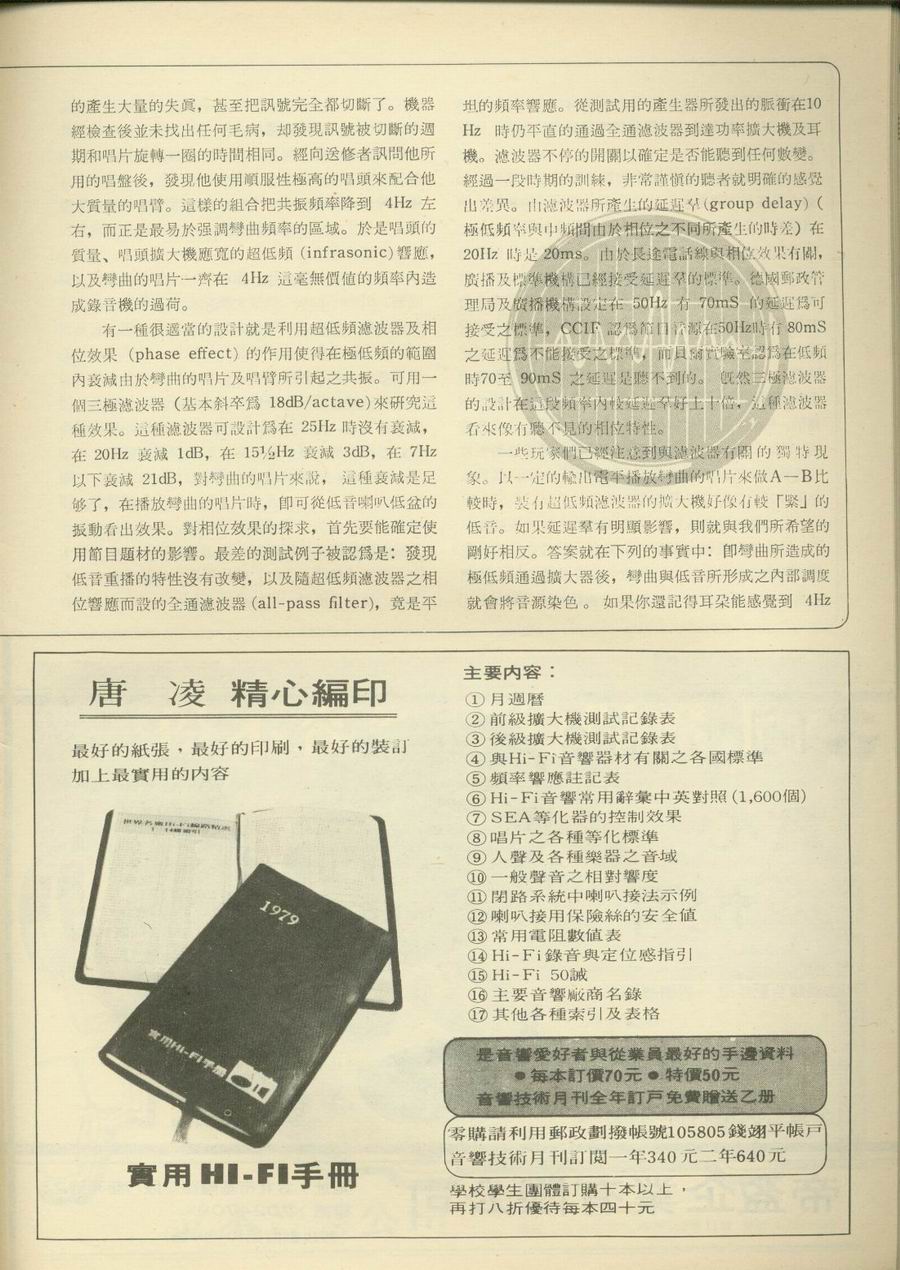 的產生大量的失眞，甚至把訊號完全都切斷了。機器
經檢查後並未找出任何毛病，却發現訊號被切斷的週
期和唱片旋轉一圈的時間相同。經向送修者訊問他所
用的唱盤後，發現他使用順服性極高的唱頭來配合他
大質量的唱臂。這樣的組合把共振頻率降到 4Hz 左
右，而正是最易於强調彎曲頻率的區域。於是唱頭的
質量、唱頭擴大機應寬的超低頻 (infrasonic)響應，
以及彎曲的唱片一齊在 4Hz 這毫無價値的頻率內造
成錄音機的過荷。
有一種很適當的設計就是利用超低頻濾波器及相
位效果 (phase effect) 的作用使得在極低頻的範圍
內衰減由於彎曲的唱片及唱臂所引起之共振。可用一
個三極濾波器 (基本斜卒爲 18dB/actave)來硏究這
種效果。這種濾波器可設計爲在 25Hz 時沒有衰減，
在 20Hz 衰減 1dB，在 15½Hz 衰減 3dB，在 7Hz
以下衰減 21dB，對彎曲的唱片來說， 這種衰減是足
够了，在播放彎曲的唱片時，卽可從低音喇叭低盆的
振動看出效果。對相位效果的探求，首先要能確定使
用節目題材的影響。最差的測試例子被認爲是：發現
低音重播的特性沒有改變，以及隨超低頻濾波器之相
位響應而設的全通濾波器 (all-pass filter)，竟是平
坦的頻率響應。從測試用的產生器所發出的脈衝在10
Hz 時仍平直的通過全通濾波器到達功率擴大機及耳
機。濾波器不停的開關以確定是否能聽到任何數變。
經過一段時期的訓練，非常謹愼的聽者就明確的感覺
出差異。由濾波器所產生的延遲羣(group delay) (
極低頻率與中頻間由於相位之不同所產生的時差) 在
20Hz 時是 20ms。由於長途電話線與相位效果有關，
廣播及標準機構已經接受延遲羣的標準。德國郵政管
理局及廣播機構設定在 50Hz 有 70mS 的延遲爲可
接受之標準，CCIF 認爲節目音源在50Hz時有 80mS
之延遲爲不能接受之標準，而貝爾實驗室認爲在低頻
時70至 90mS 之延遲是聽不到的。 旣然三極濾波器
的設計在這段頻率內較延遲羣好上十倍，這種濾波器
看來像有聽不見的相位特性。
一些玩家們已經注意到與濾波器有關的獨特現
象。以一定的輸出電平播放彎曲的唱片來做A—B比
較時，裝有超低頻濾波器的擴大機好像有較「緊」的
低音。如果延遲羣有明顯影響，則就與我們所希望的
剛好相反。答案就在下列的事實中：卽彎曲所造成的
極低頻通過擴大器後，彎曲與低音所形成之內部調度
就會將音源染色。 如果你還記得耳朶能感覺到 4Hz
唐 凌 精心編印
最好的紙張，最好的印刷，最好的裝訂
加上最實用的內容
世界名廠Hi-Fi線路精選
1 14輯索引
1979
實用HI-FI手冊
實用HI-FI手冊
主要內容：
①月週曆
②前級擴大機測試記錄表
③後級擴大機測試記錄表
④與Hi-Fi音響器材有關之各國標準
⑤頻率響應註記表
⑥Hi-Fi音響常用辭彙中英對照(1,600個)
⑦SEA等化器的控制效果
⑧唱片之各種等化標準
⑨人聲及各種樂器之音域
⑩一般聲音之相對響度
⑪閉路系統中喇叭接法示例
⑫喇叭接用保險絲的安全値
⑬常用電阻數値表
⑭Hi-Fi錄音與定位感指引
⑮Hi-Fi 50誡
⑯主要音響廠商名錄
⑰其他各種索引及表格
是音響愛好者與從業員最好的手邊資料
●每本訂價70元●特價50元
音響技術月刊全年訂戶免費贈送乙册
零購請利用郵政劃撥帳號105805錢翊平帳戶
音響技術月刊訂閱一年340元二年640元
學校學生團體訂購十本以上，
再打八折優待每本四十元